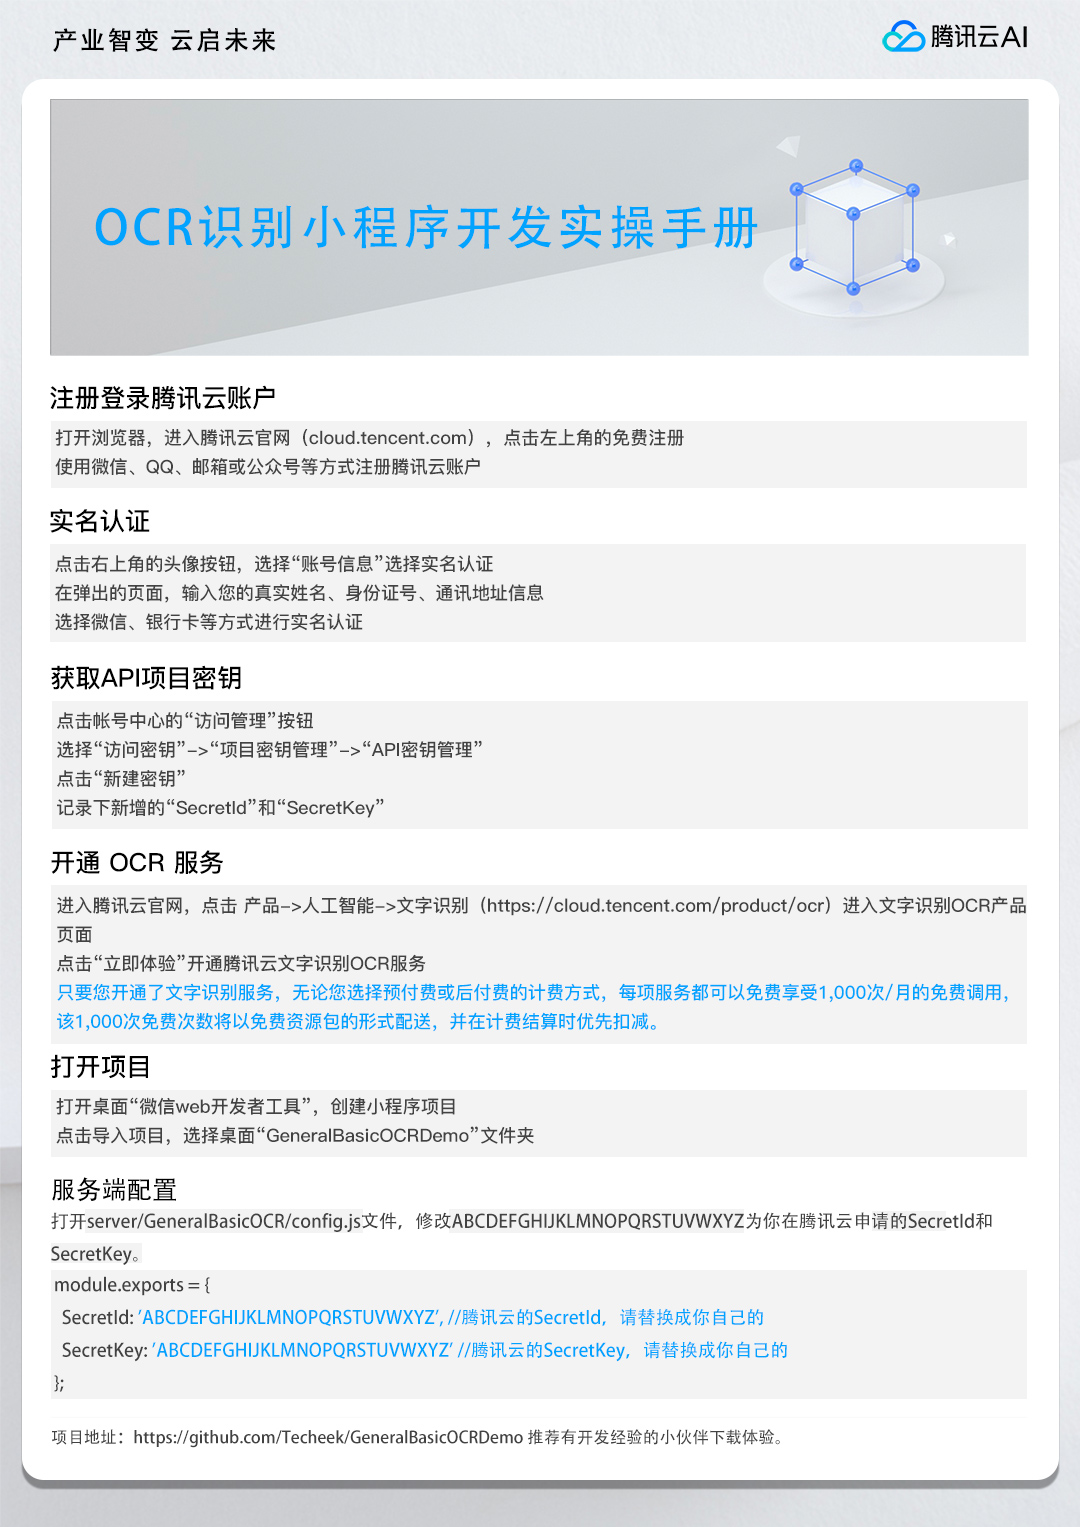 产业智变 云启未来
腾讯云AI
OCR识别小程序开发实操手册
注册登录腾讯云账户
打开浏览器，进入腾讯云官网（cloud.tencent.com），点击左上角的免费注册
使用微信、QQ、邮箱或公众号等方式注册腾讯云账户
实名认证
点击右上角的头像按钮，选择“账号信息”选择实名认证
在弹出的页面，输入您的真实姓名、身份证号、通讯地址信息
选择微信、银行卡等方式进行实名认证
获取API项目密钥
点击帐号中心的“访问管理”按钮
选择“访问密钥”->“项目密钥管理”->“API密钥管理”
点击“新建密钥”
记录下新增的“SecretId”和“SecretKey”
开通 OCR 服务
进入腾讯云官网，点击 产品->人工智能->文字识别（https://cloud.tencent.com/product/ocr）进入文字识别OCR产品
页面
点击“立即体验”开通腾讯云文字识别OCR服务
只要您开通了文字识别服务，无论您选择预付费或后付费的计费方式，每项服务都可以免费享受1,000次/月的免费调用，
该1,000次免费次数将以免费资源包的形式配送，并在计费结算时优先扣减。
打开项目
打开桌面“微信web开发者工具”，创建小程序项目
点击导入项目，选择桌面“GeneralBasicOCRDemo”文件夹
服务端配置
打开server/GeneralBasicOCR/config.js文件，修改ABCDEFGHIJKLMNOPQRSTUVWXYZ为你在腾讯云申请的SecretId和
SecretKey。
module.exports = {
SecretId: ’ABCDEFGHIJKLMNOPQRSTUVWXYZ’, //腾讯云的SecretId，请替换成你自己的
SecretKey: ’ABCDEFGHIJKLMNOPQRSTUVWXYZ’ //腾讯云的SecretKey，请替换成你自己的
};
项目地址：https://github.com/Techeek/GeneralBasicOCRDemo 推荐有开发经验的小伙伴下载体验。